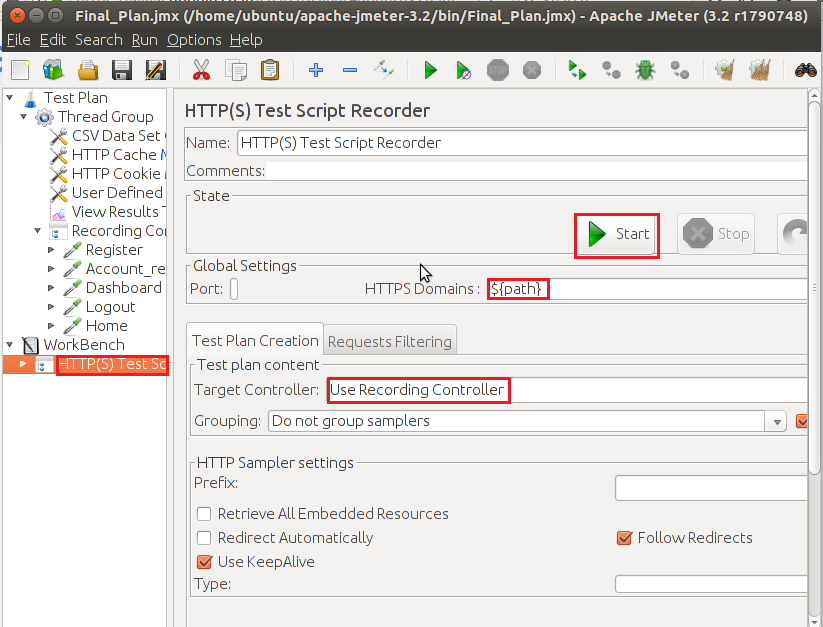 Final_Plan.jmx (/home/ubuntu/apache-jmeter-3.2/bin/Final_Plan.jmx) - Apache JMeter (3.2 r1790748)
File Edit Search Run Options Help
STOP
Test Plan
Thread Group
CSV Data Set
HTTP Cache M
HTTP Cookie
User Defined
View Results T
Recording Co
Register
Account_re
Dashboard
Logout
Home
WorkBench
HTTP(S) Test Sc
HTTP(S) Test Script Recorder
Name: HTTP(S) Test Script Recorder
Comments:
State
Start Stop
Global Settings
Port: HTTPS Domains : ${path}
Test Plan Creation Requests Filtering
Test plan content
Target Controller: Use Recording Controller
Grouping: Do not group samplers
HTTP Sampler settings
Prefix:
Retrieve All Embedded Resources
Redirect Automatically Follow Redirects
Use KeepAlive
Type: